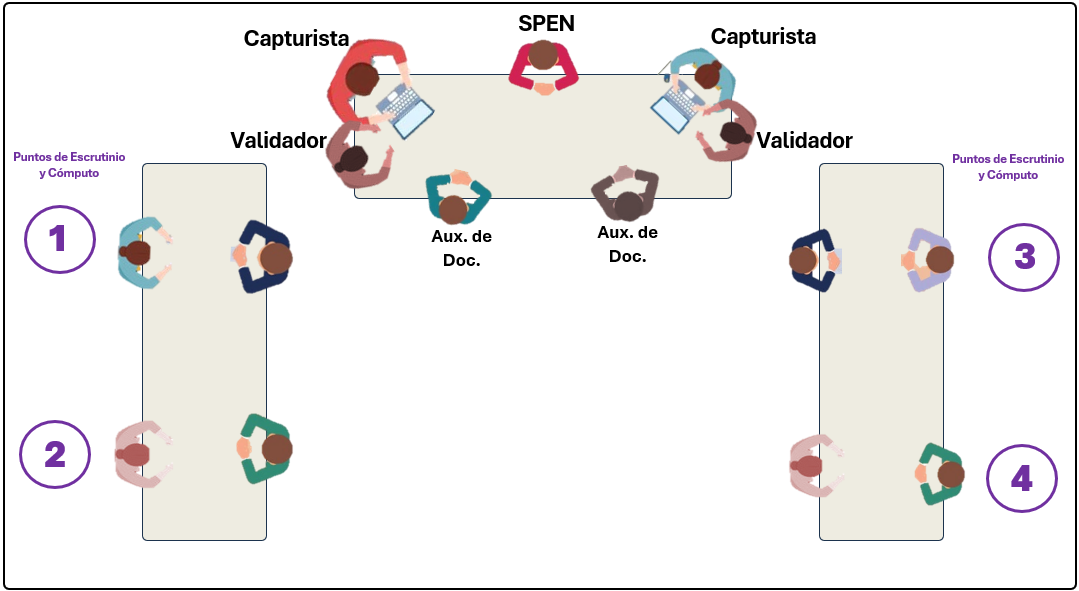 SPEN
Capturista
Capturista
Validador
Validador
Puntos de Escrutinio
y Cómputo
Puntos de Escrutinio
y Cómputo
1
Aux. de
Doc.
Aux. de
Doc.
3
2
4